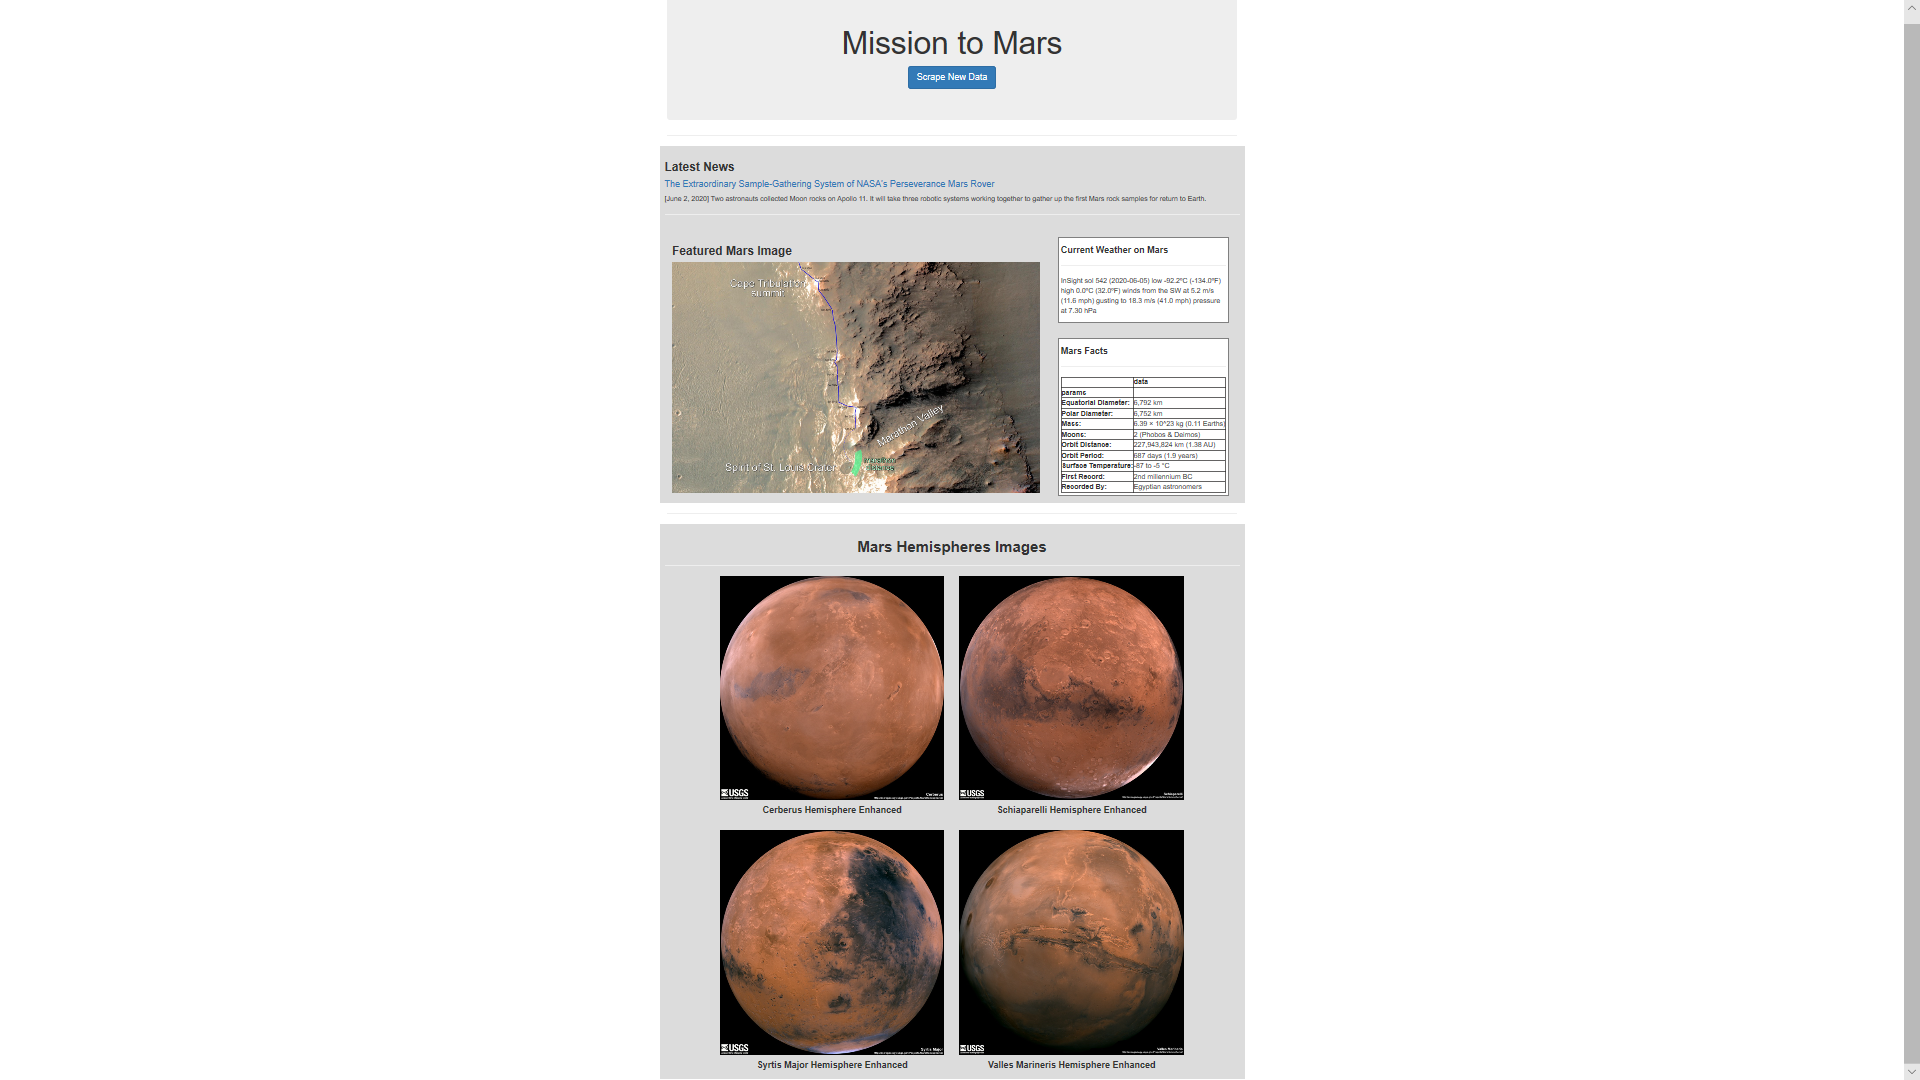 Mission to Mars
Scrape New Data
Latest News
The Extraordinary Sample-Gathering System of NASA's Perseverance Mars Rover
[June 2, 2020] Two astronauts collected Moon rocks on Apollo 11. It will take three robotic systems working together to gather up the first Mars rock samples for return to Earth.
Featured Mars Image
Cape Tribulation
summit
Marathon Valley
Spirit of St. Louis Crater
Current Weather on Mars
InSight sol 542 (2020-06-05) low -92.2ºC (-134.0ºF)
high 0.0ºC (32.0ºF) winds from the SW at 5.2 m/s
(11.6 mph) gusting to 18.3 m/s (41.0 mph) pressure
at 7.30 hPa
Mars Facts
data
params
Equatorial Diameter: 6,792 km
Polar Diameter: 6,752 km
Mass: 6.39 × 10^23 kg (0.11 Earths)
Moons: 2 (Phobos & Deimos)
Orbit Distance: 227,943,824 km (1.38 AU)
Orbit Period: 687 days (1.9 years)
Surface Temperature: -87 to -5 °C
First Record: 2nd millennium BC
Recorded By: Egyptian astronomers
Mars Hemispheres Images
USGS
Cerberus
USGS
Schiaparelli
Cerberus Hemisphere Enhanced
Schiaparelli Hemisphere Enhanced
USGS
Syrtis Major
USGS
Valles Marineris
Syrtis Major Hemisphere Enhanced
Valles Marineris Hemisphere Enhanced